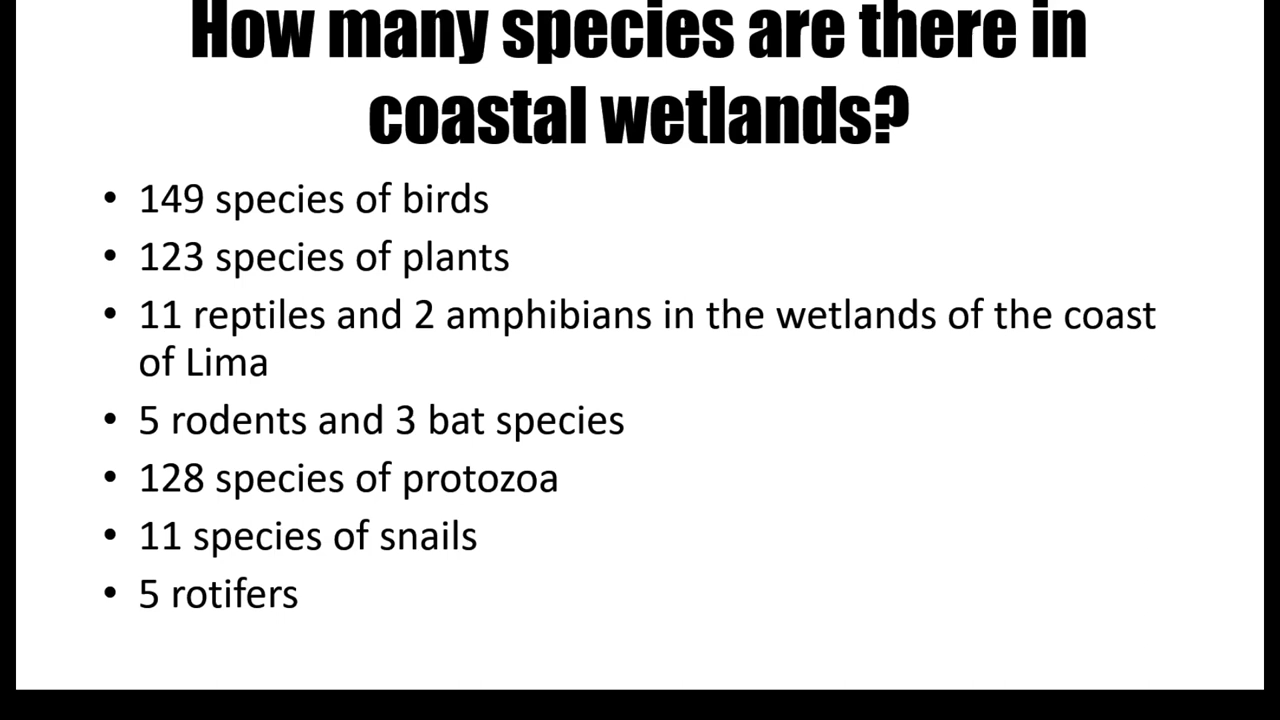 How many species are there in
coastal wetlands?
• 149 species of birds
• 123 species of plants
• 11 reptiles and 2 amphibians in the wetlands of the coast
of Lima
• 5 rodents and 3 bat species
• 128 species of protozoa
• 11 species of snails
• 5 rotifers